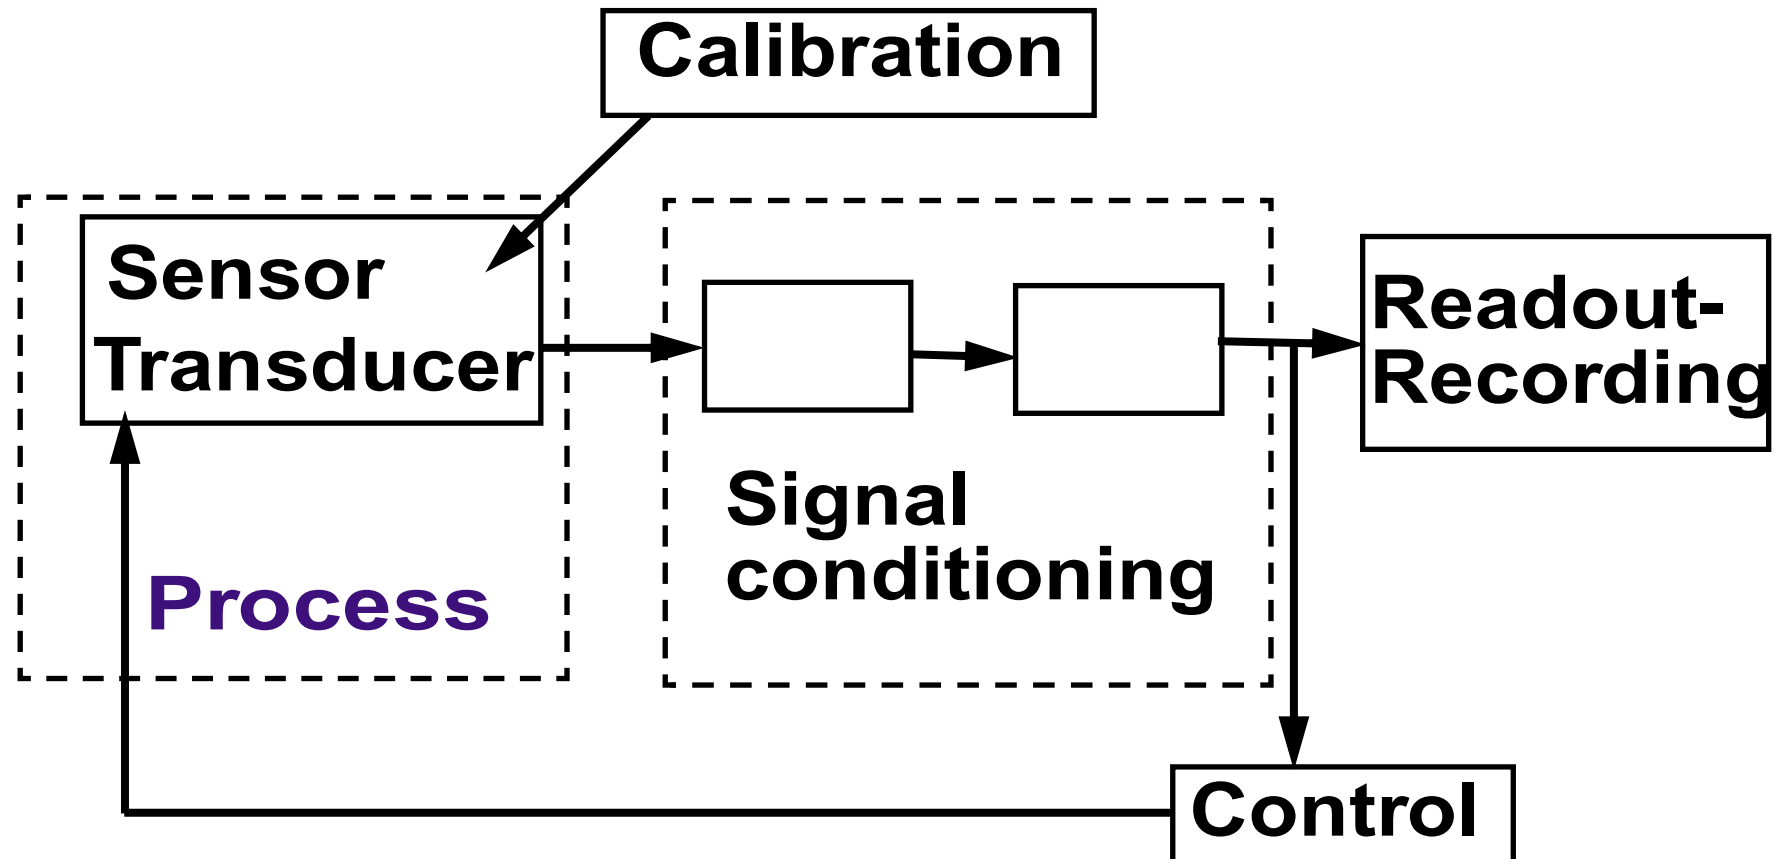 Calibration
Sensor
Transducer
Readout-
Recording
Signal
conditioning
Process
Control